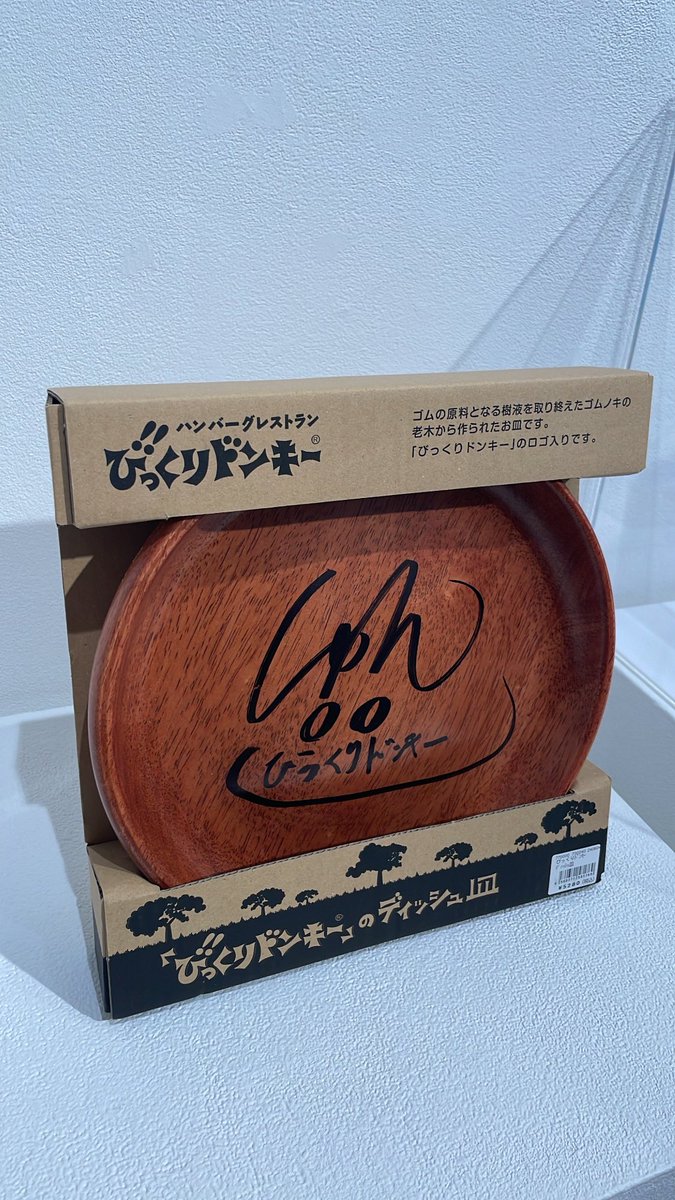 ハンバーグレストラン
びっくりドンキー®
ゴムの原料となる樹液を取り終えたゴムノキの
老木から作られたお皿です。
「びっくりドンキー」のロゴ入りです。
びっくりドンキー
「びっくりドンキー®」のディッシュ皿
¥5280